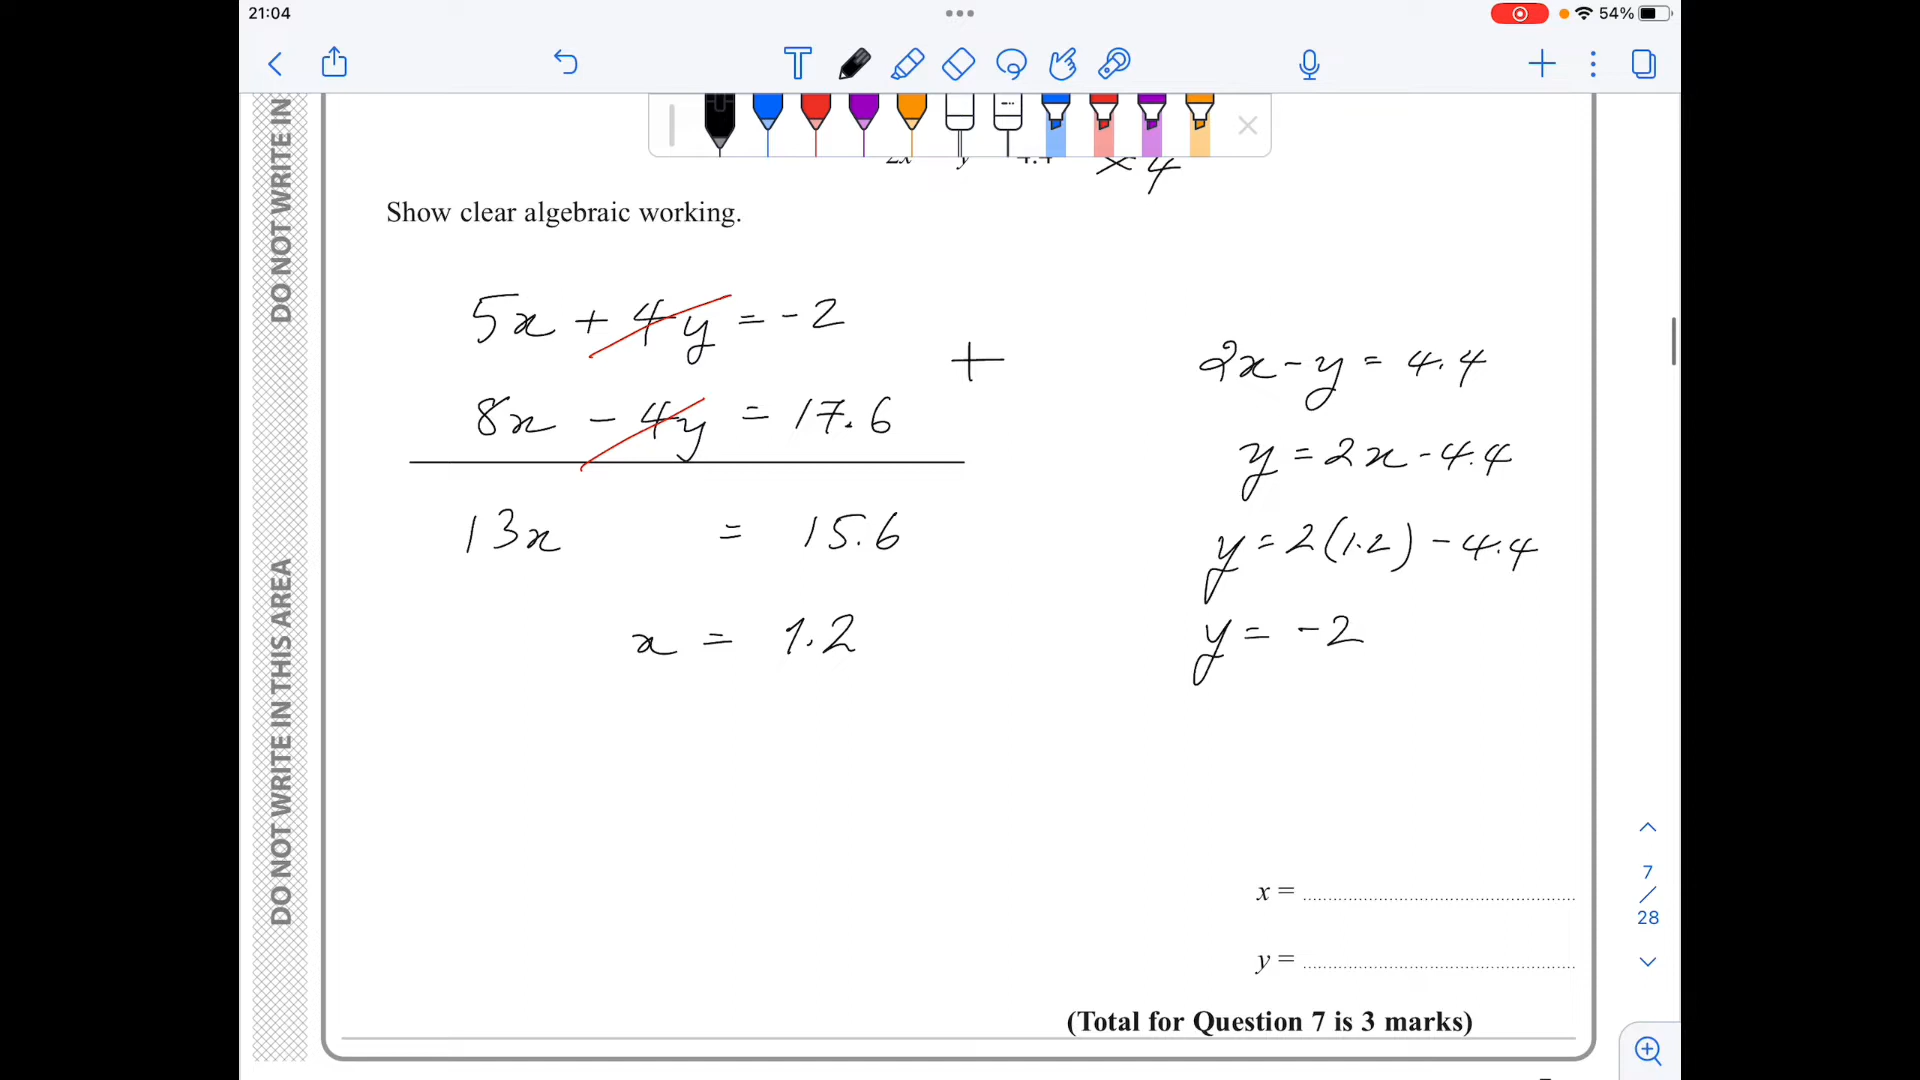 21:04
54%
× 4
Show clear algebraic working.
5x + 4y = -2
+
8x - 4y = 17.6
13x = 15.6
x = 1.2
2x - y = 4.4
y = 2x - 4.4
y = 2(1.2) - 4.4
y = -2
x =
y =
(Total for Question 7 is 3 marks)
DO NOT WRITE IN
DO NOT WRITE IN THIS AREA
7
/
28